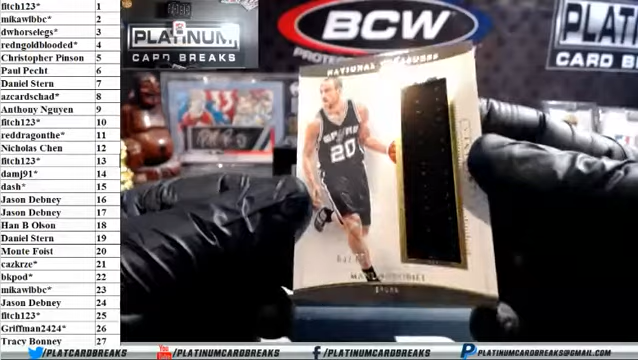 fitch123* 1
mikawlbbc* 2
dwhorselegs* 3
redngoldblooded* 4
Christopher Pinson 5
Paul Pecht 6
Daniel Stern 7
azcardschad* 8
Anthony Nguyen 9
fitch123* 10
reddragonthe* 11
Nicholas Chen 12
fitch123* 13
damj91* 14
dash* 15
Jason Debney 16
Jason Debney 17
Han B Olson 18
Daniel Stern 19
Monte Foist 20
cazkrze* 21
bkpod* 22
mikawlbbc* 23
Jason Debney 24
fitch123* 25
Griffman2424* 26
Tracy Bonney 27
PLATINUM
CARD BREAKS
BCW
PLAT
CARD BR
NATIONAL TREASURES
SPURS
20
SPURS
/PLATCARDBREAKS
/PLATINUMCARDBREAKS
/PLATINUMCARDBREAKS
PLATINUMCARDBREAKS@GMAIL.COM